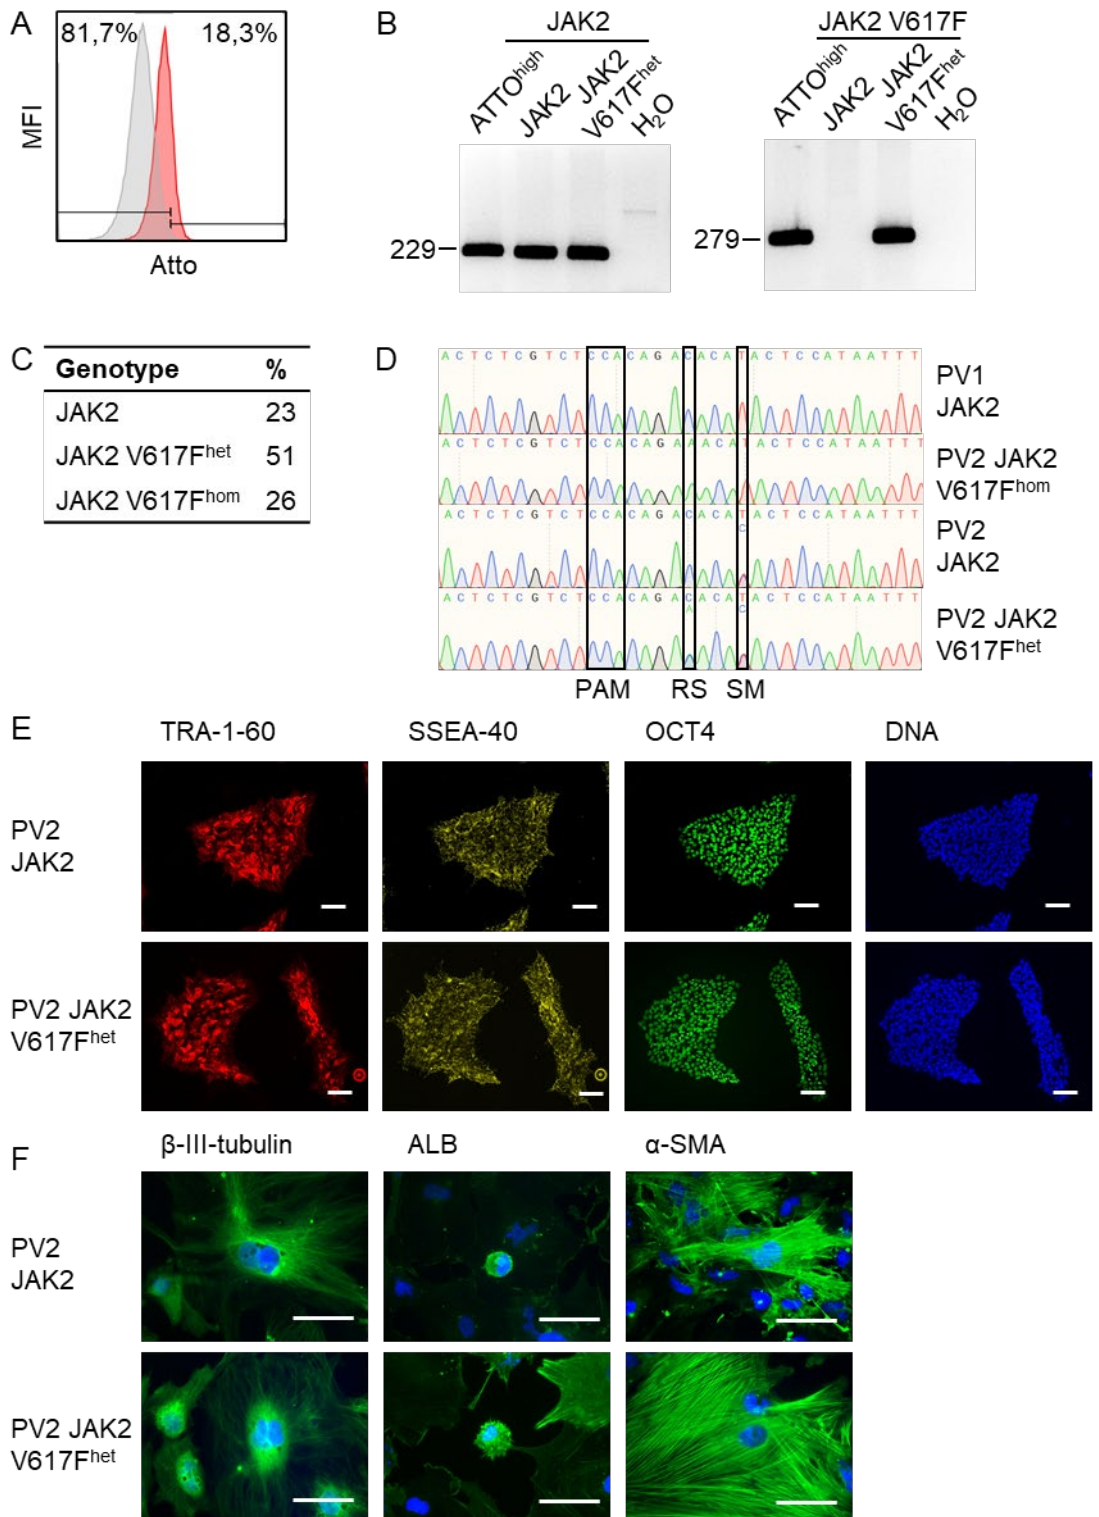 A
81,7%
18,3%
MFI
Atto
B
JAK2
ATTOhigh
JAK2
JAK2
V617Fhet
H2O
229
JAK2 V617F
ATTOhigh
JAK2
JAK2
V617Fhet
H2O
279
C
Genotype %
JAK2 23
JAK2 V617Fhet 51
JAK2 V617Fhom 26
D
A C T C T C G T C T C C A C A G A C A C A T A C T C C A T A A T T T
PV1
JAK2
A C T C T C G T C T C C A C A G A A A C A T A C T C C A T A A T T T
PV2 JAK2
V617Fhom
A C T C T C G T C T C C A C A G A C A C A T A C T C C A T A A T T T
C
PV2
JAK2
A C T C T C G T C T C C A C A G A C A C A T A C T C C A T A A T T T
A C
PV2 JAK2
V617Fhet
PAM RS SM
E
TRA-1-60 SSEA-40 OCT4 DNA
PV2
JAK2
PV2 JAK2
V617Fhet
F
β-III-tubulin ALB α-SMA
PV2
JAK2
PV2 JAK2
V617Fhet